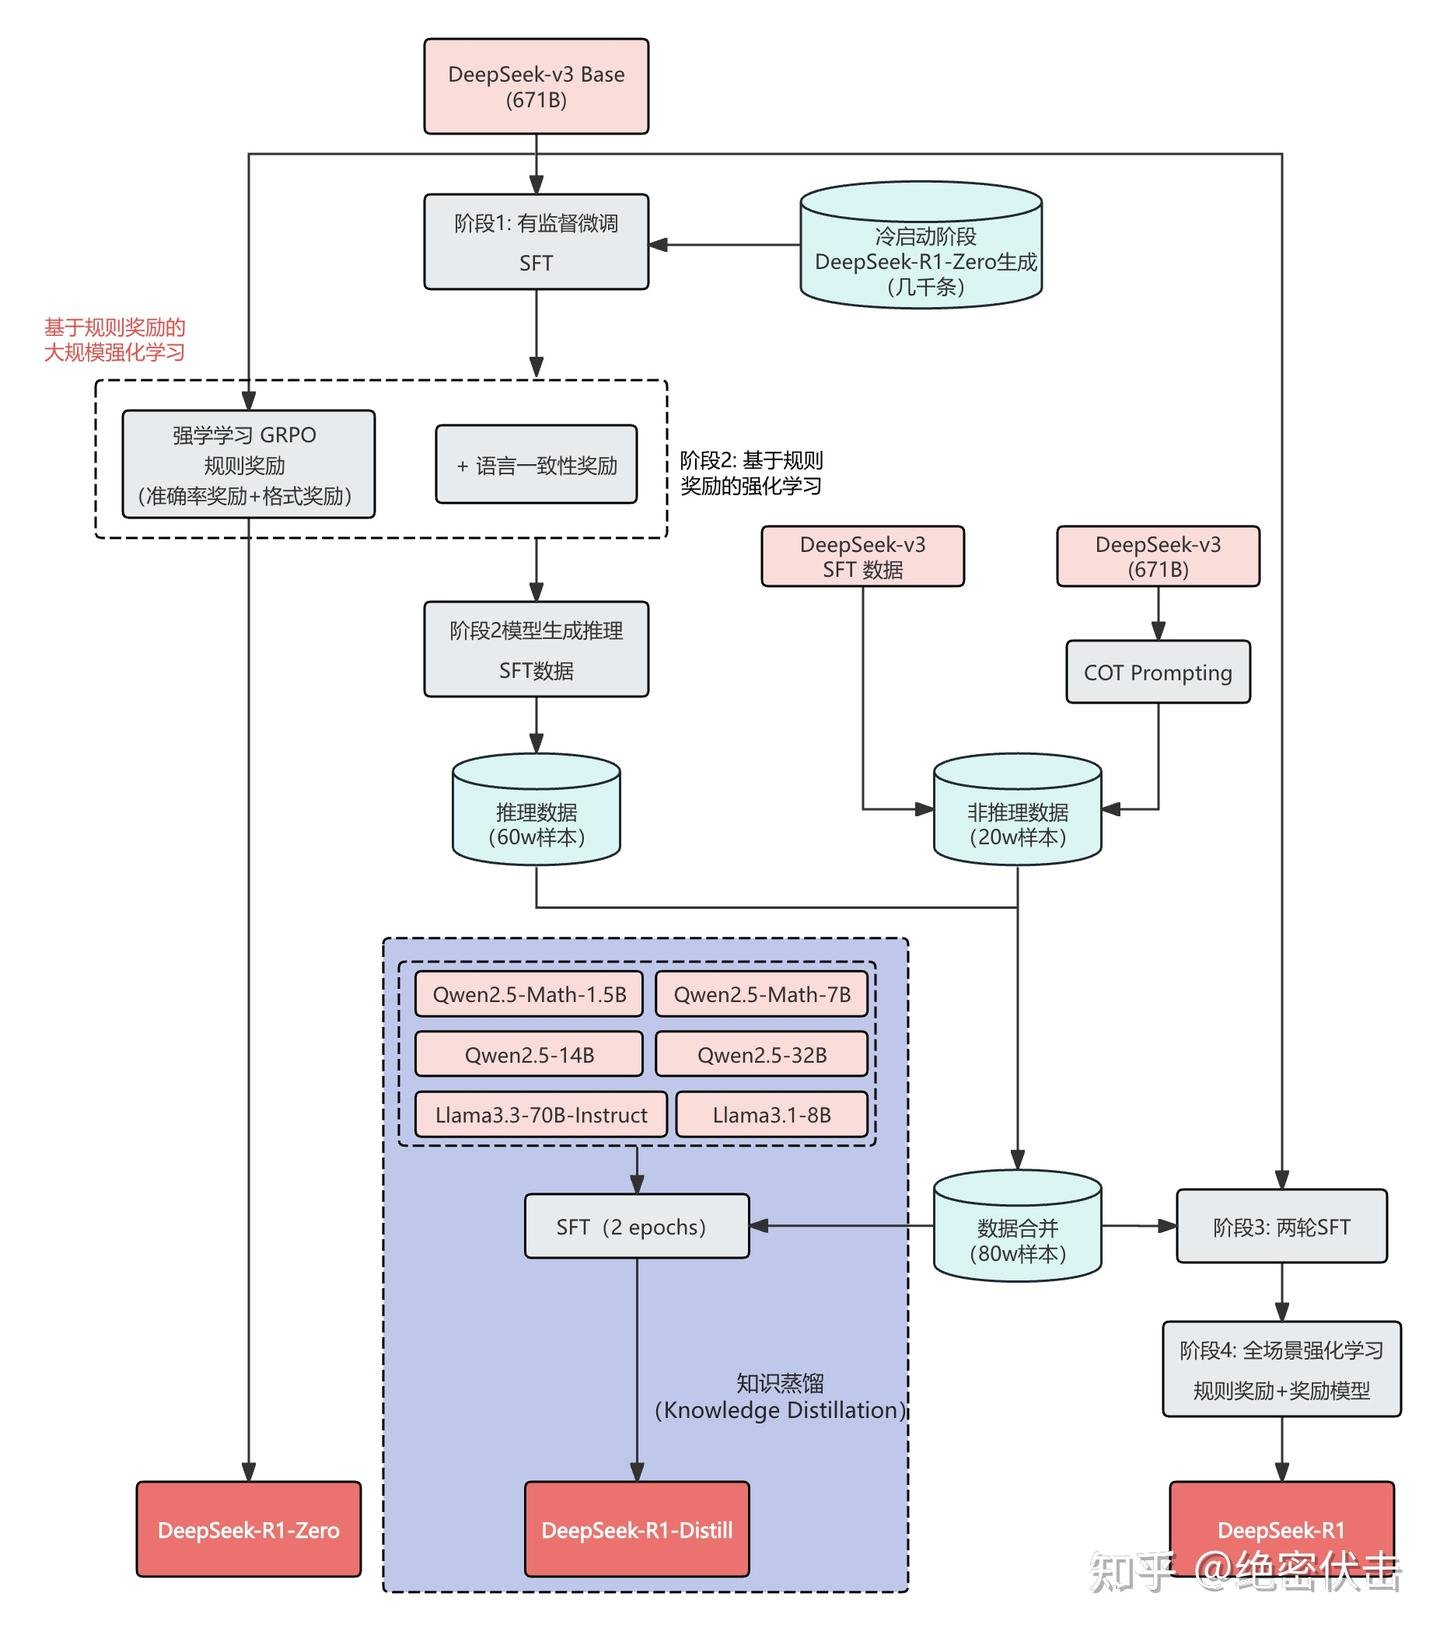 DeepSeek-v3 Base
(671B)
阶段1: 有监督微调
SFT
冷启动阶段
DeepSeek-R1-Zero生成
（几千条）
基于规则奖励的
大规模强化学习
强学学习 GRPO
规则奖励
（准确率奖励+格式奖励）
+ 语言一致性奖励
阶段2: 基于规则
奖励的强化学习
DeepSeek-v3
SFT 数据
DeepSeek-v3
(671B)
阶段2模型生成推理
SFT数据
COT Prompting
推理数据
（60w样本）
非推理数据
（20w样本）
Qwen2.5-Math-1.5B
Qwen2.5-Math-7B
Qwen2.5-14B
Qwen2.5-32B
Llama3.3-70B-Instruct
Llama3.1-8B
SFT（2 epochs）
数据合并
（80w样本）
阶段3: 两轮SFT
阶段4: 全场景强化学习
规则奖励+奖励模型
知识蒸馏
（Knowledge Distillation）
DeepSeek-R1-Zero
DeepSeek-R1-Distill
DeepSeek-R1
知乎 @绝密伏击